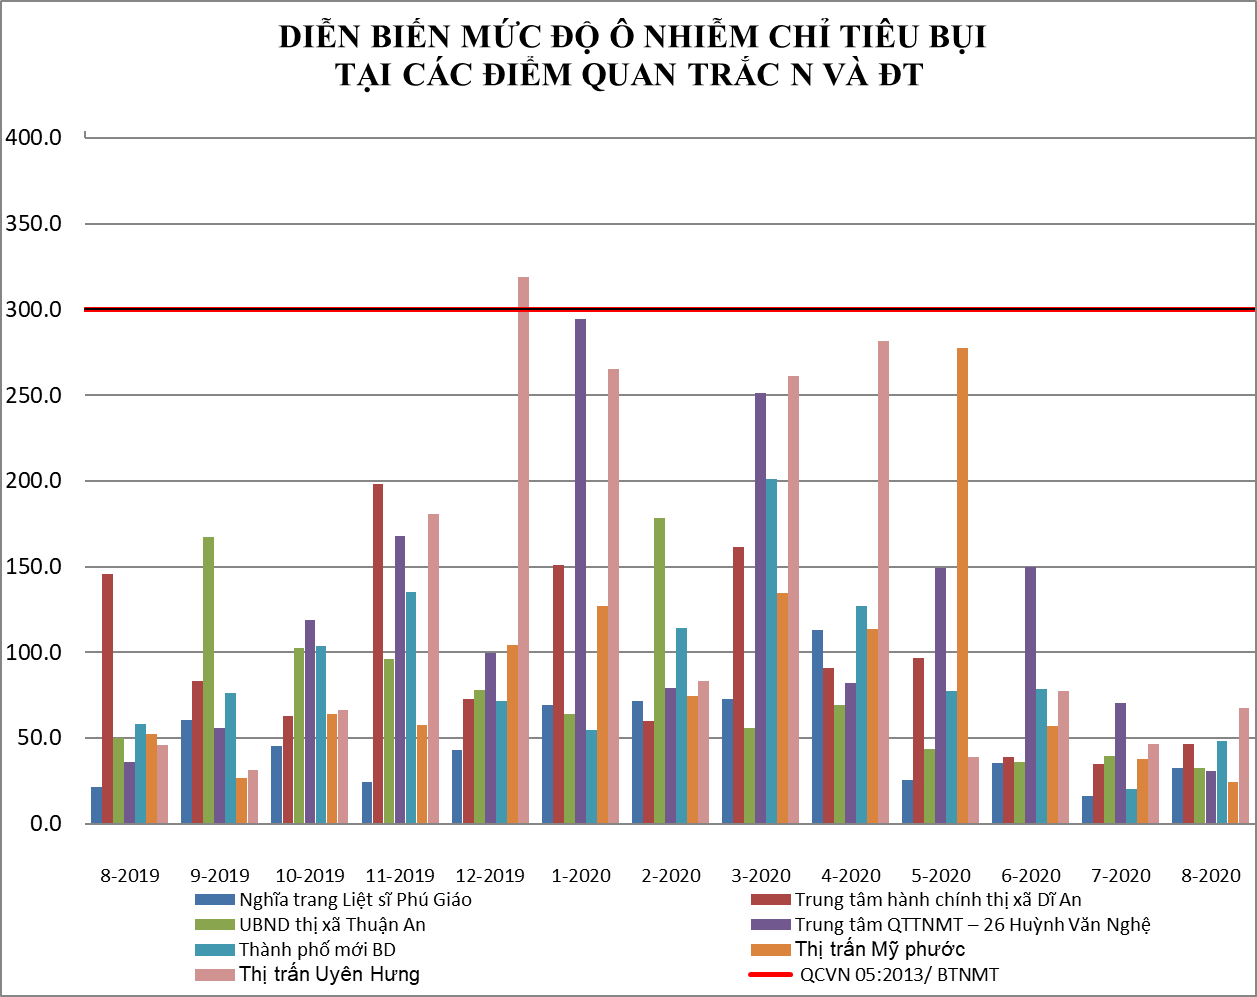 DIỄN BIẾN MỨC ĐỘ Ô NHIỄM CHỈ TIÊU BỤI
TẠI CÁC ĐIỂM QUAN TRẮC N VÀ ĐT
400.0
350.0
300.0
250.0
200.0
150.0
100.0
50.0
0.0
8-2019 9-2019 10-2019 11-2019 12-2019 1-2020 2-2020 3-2020 4-2020 5-2020 6-2020 7-2020 8-2020
Nghĩa trang Liệt sĩ Phú Giáo
Trung tâm hành chính thị xã Dĩ An
UBND thị xã Thuận An
Trung tâm QTTNMT – 26 Huỳnh Văn Nghệ
Thành phố mới BD
Thị trấn Mỹ phước
Thị trấn Uyên Hưng
QCVN 05:2013/ BTNMT